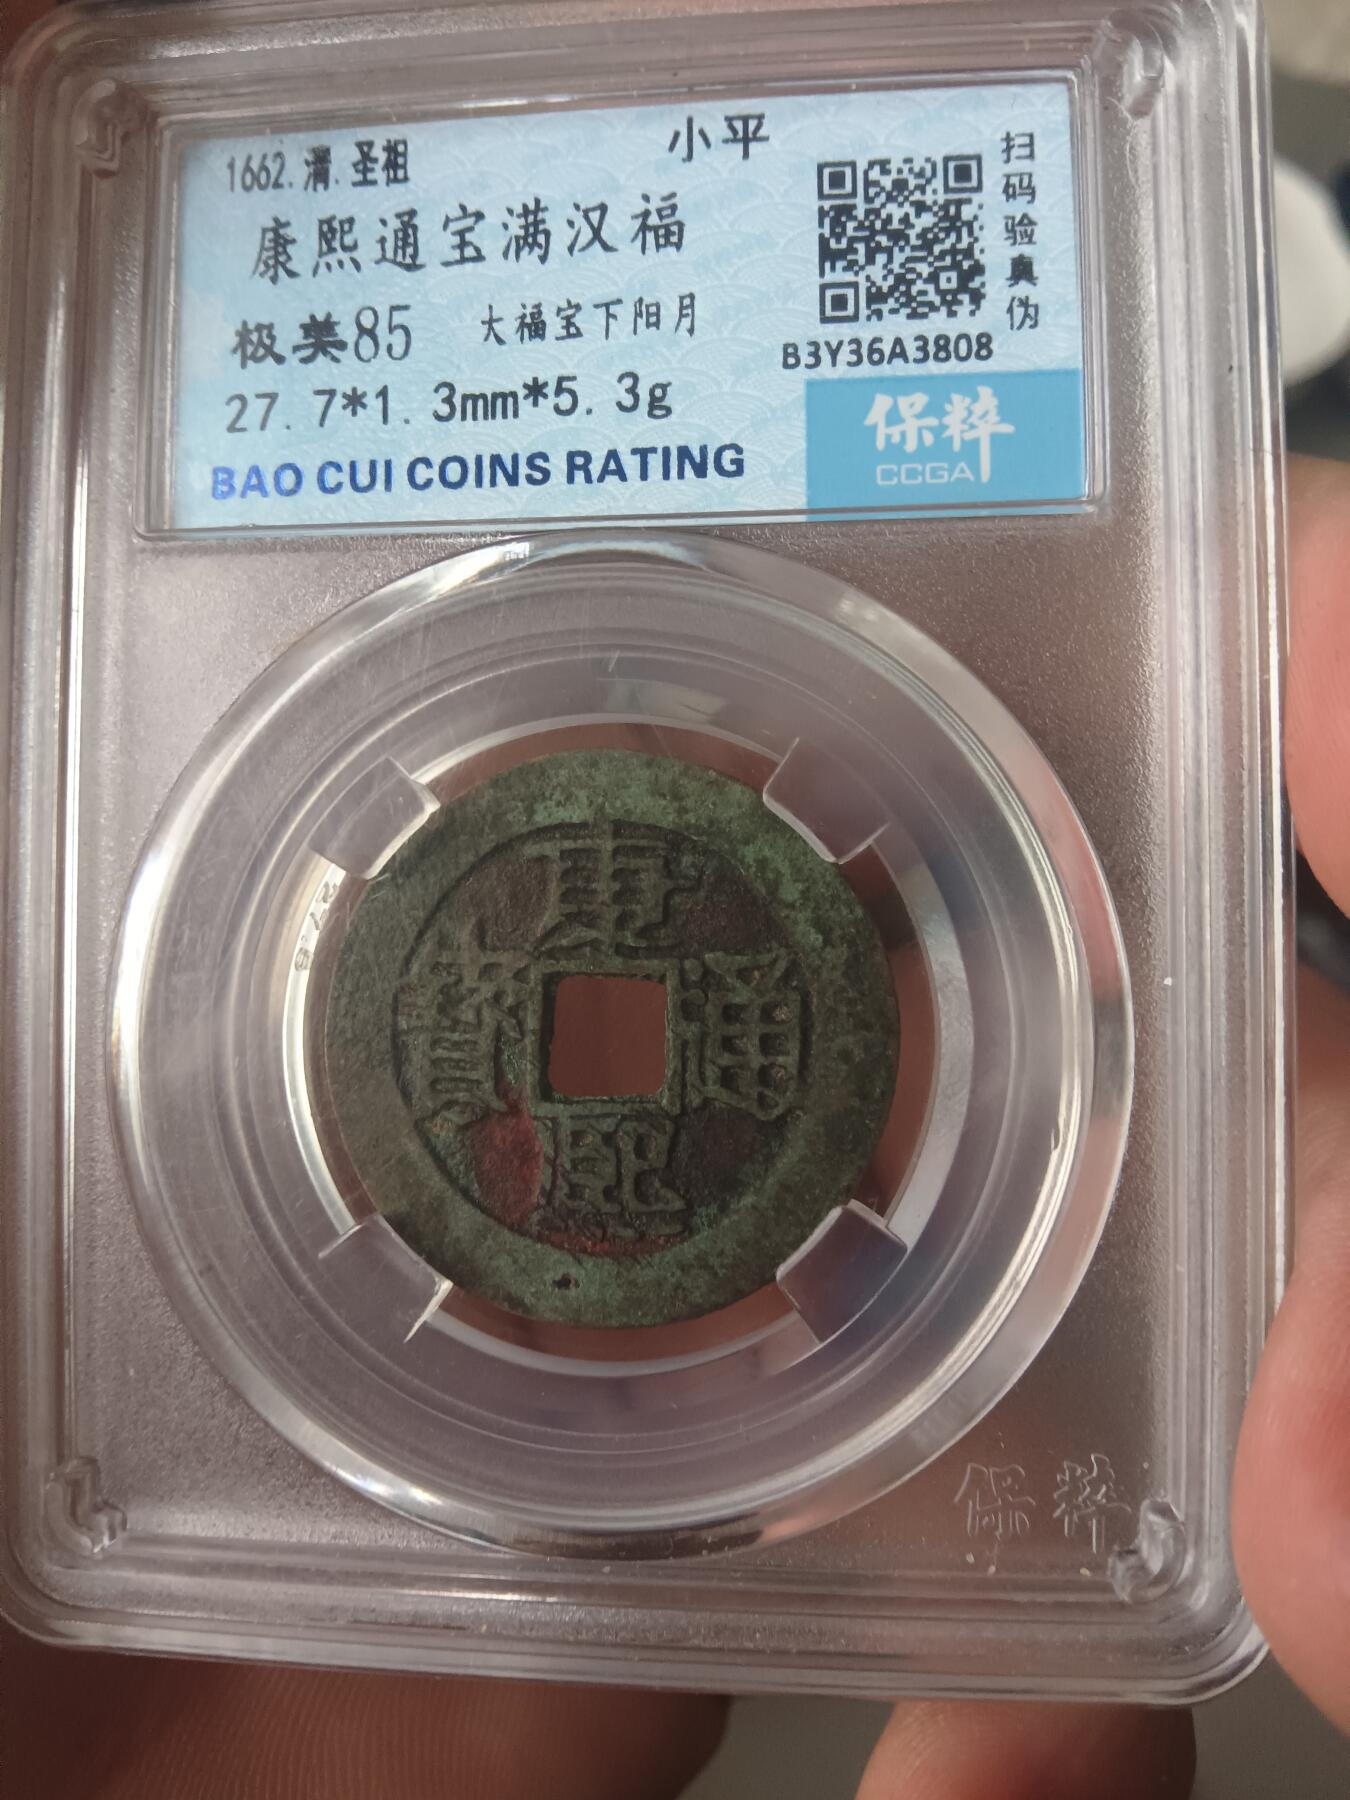 1662.清.圣祖
小平
康熙通宝满汉福
极美85
大福宝下阳月
27.7*1.3mm*5.3g
BAO CUI COINS RATING
扫码验真伪
B3Y36A3808
保粹
CCGA
康熙通寳
保粹